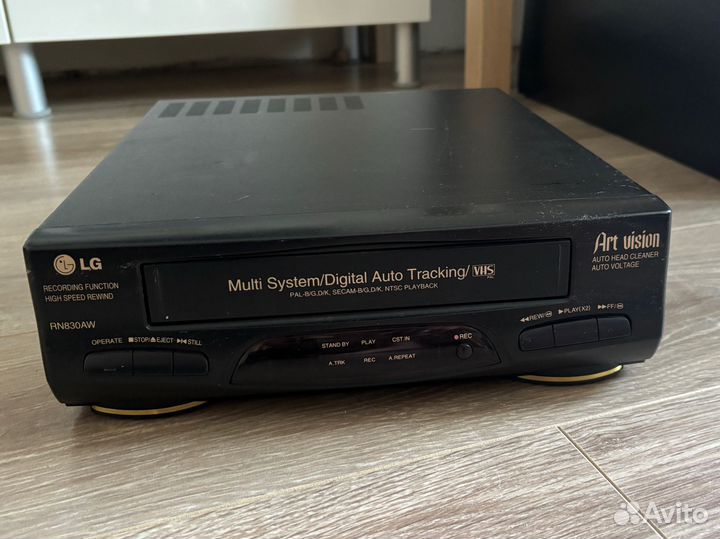 LG
RECORDING FUNCTION
HIGH SPEED REWIND
RN830AW
OPERATE ■STOP/⏏EJECT ▶▮◀STILL
Multi System/Digital Auto Tracking/VHS
PAL-B/G,D/K, SECAM-B/G,D/K, NTSC PLAYBACK
STAND BY PLAY CST IN
●REC
A.TRK REC A.REPEAT
Art vision
AUTO HEAD CLEANER
AUTO VOLTAGE
◀◀REW/ ▶PLAY(X2) ▶▶FF/
Avito